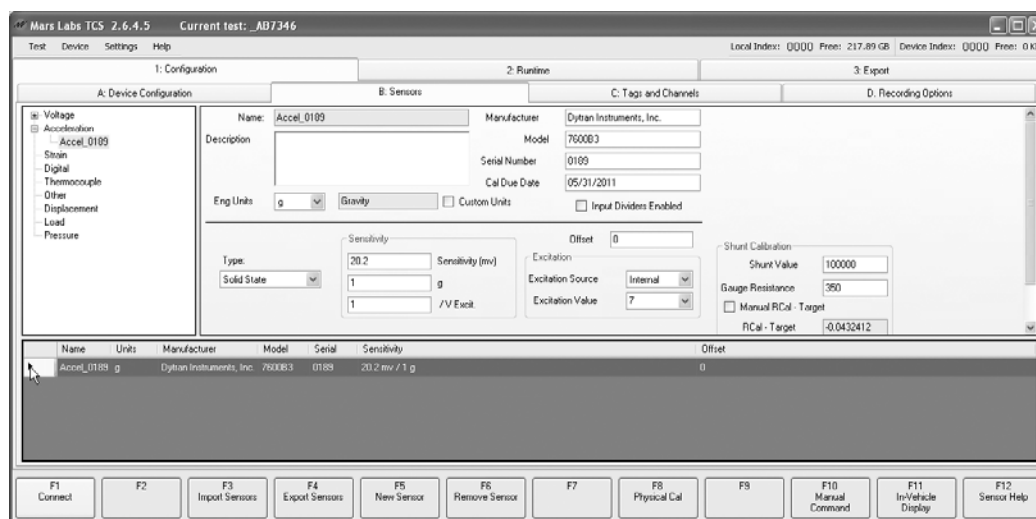 Mars Labs TCS 2.6.4.5 Current test: _AB7346
Test Device Settings Help Local Index: 0000 Free: 217.89 GB Device Index: 0000 Free: 0 K
1: Configuration 2: Runtime 3: Export
A: Device Configuration B: Sensors C: Tags and Channels D. Recording Options
Voltage
Acceleration
Accel_0189
Strain
Digital
Thermocouple
Other
Displacement
Load
Pressure
Name: Accel_0189 Manufacturer Dytran Instruments, Inc.
Description Model 7600B3
Serial Number 0189
Cal Due Date 05/31/2011
Eng Units g Gravity Custom Units Input Dividers Enabled
Offset 0
Type: Solid State
Sensitivity
20.2 Sensitivity (mv)
1 g
1 /V Excit.
Excitation
Excitation Source Internal
Excitation Value 7
Shunt Calibration
Shunt Value 100000
Gauge Resistance 350
Manual RCal - Target
RCal - Target -0.0432412
Name Units Manufacturer Model Serial Sensitivity Offset
Accel_0189 g Dytran Instruments, Inc. 7600B3 0189 20.2 mv / 1 g 0
F1 Connect
F2
F3 Import Sensors
F4 Export Sensors
F5 New Sensor
F6 Remove Sensor
F7
F8 Physical Cal
F9
F10 Manual Command
F11 In-Vehicle Display
F12 Sensor Help